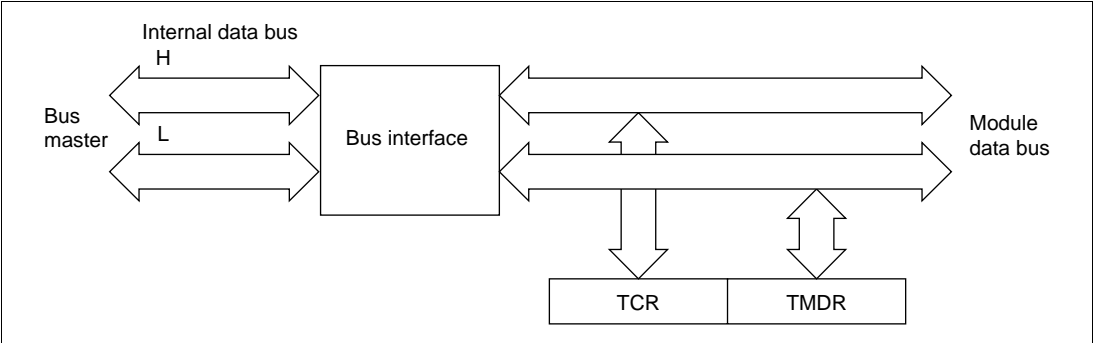 Internal data bus
H
Bus
master
L
Bus interface
Module
data bus
TCR
TMDR